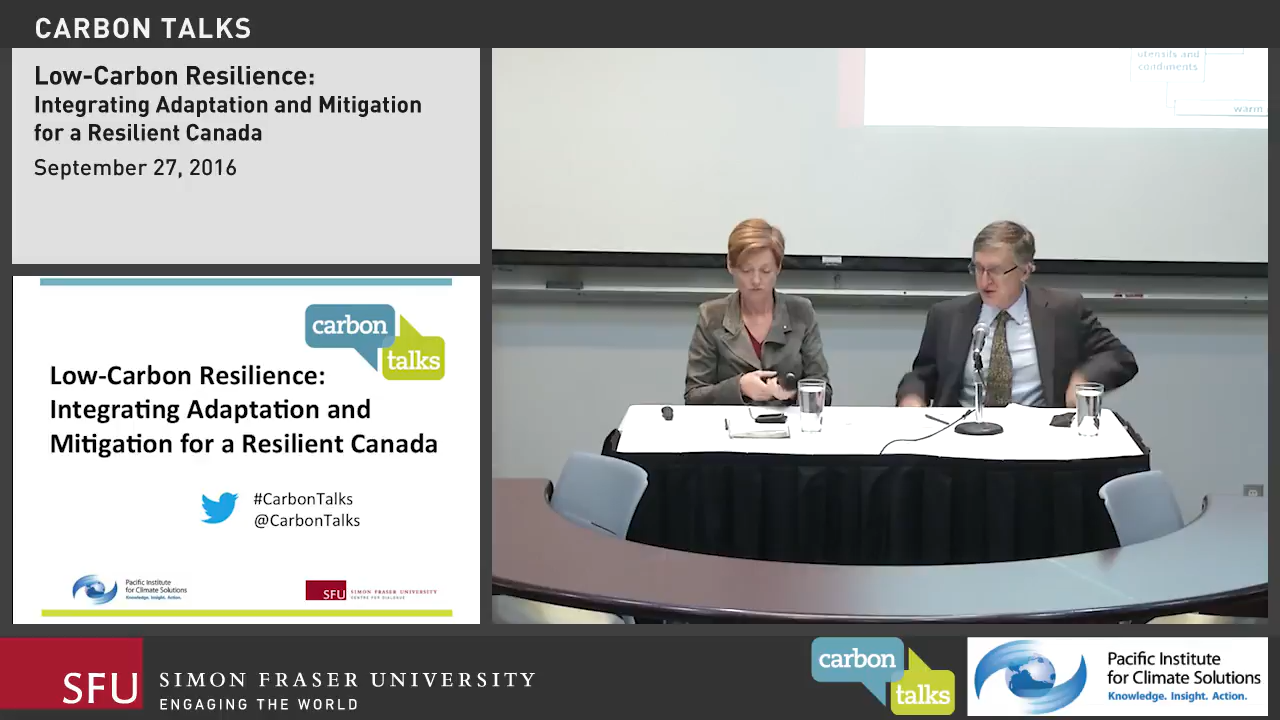 CARBON TALKS
Low-Carbon Resilience:
Integrating Adaptation and Mitigation
for a Resilient Canada
September 27, 2016
utensils and
condiments
warm
carbon
talks
Low-Carbon Resilience:
Integrating Adaptation and
Mitigation for a Resilient Canada
#CarbonTalks
@CarbonTalks
Pacific Institute
for Climate Solutions
Knowledge. Insight. Action.
SFU
SIMON FRASER UNIVERSITY
CENTRE FOR DIALOGUE
SFU
SIMON FRASER UNIVERSITY
ENGAGING THE WORLD
carbon
talks
Pacific Institute
for Climate Solutions
Knowledge. Insight. Action.